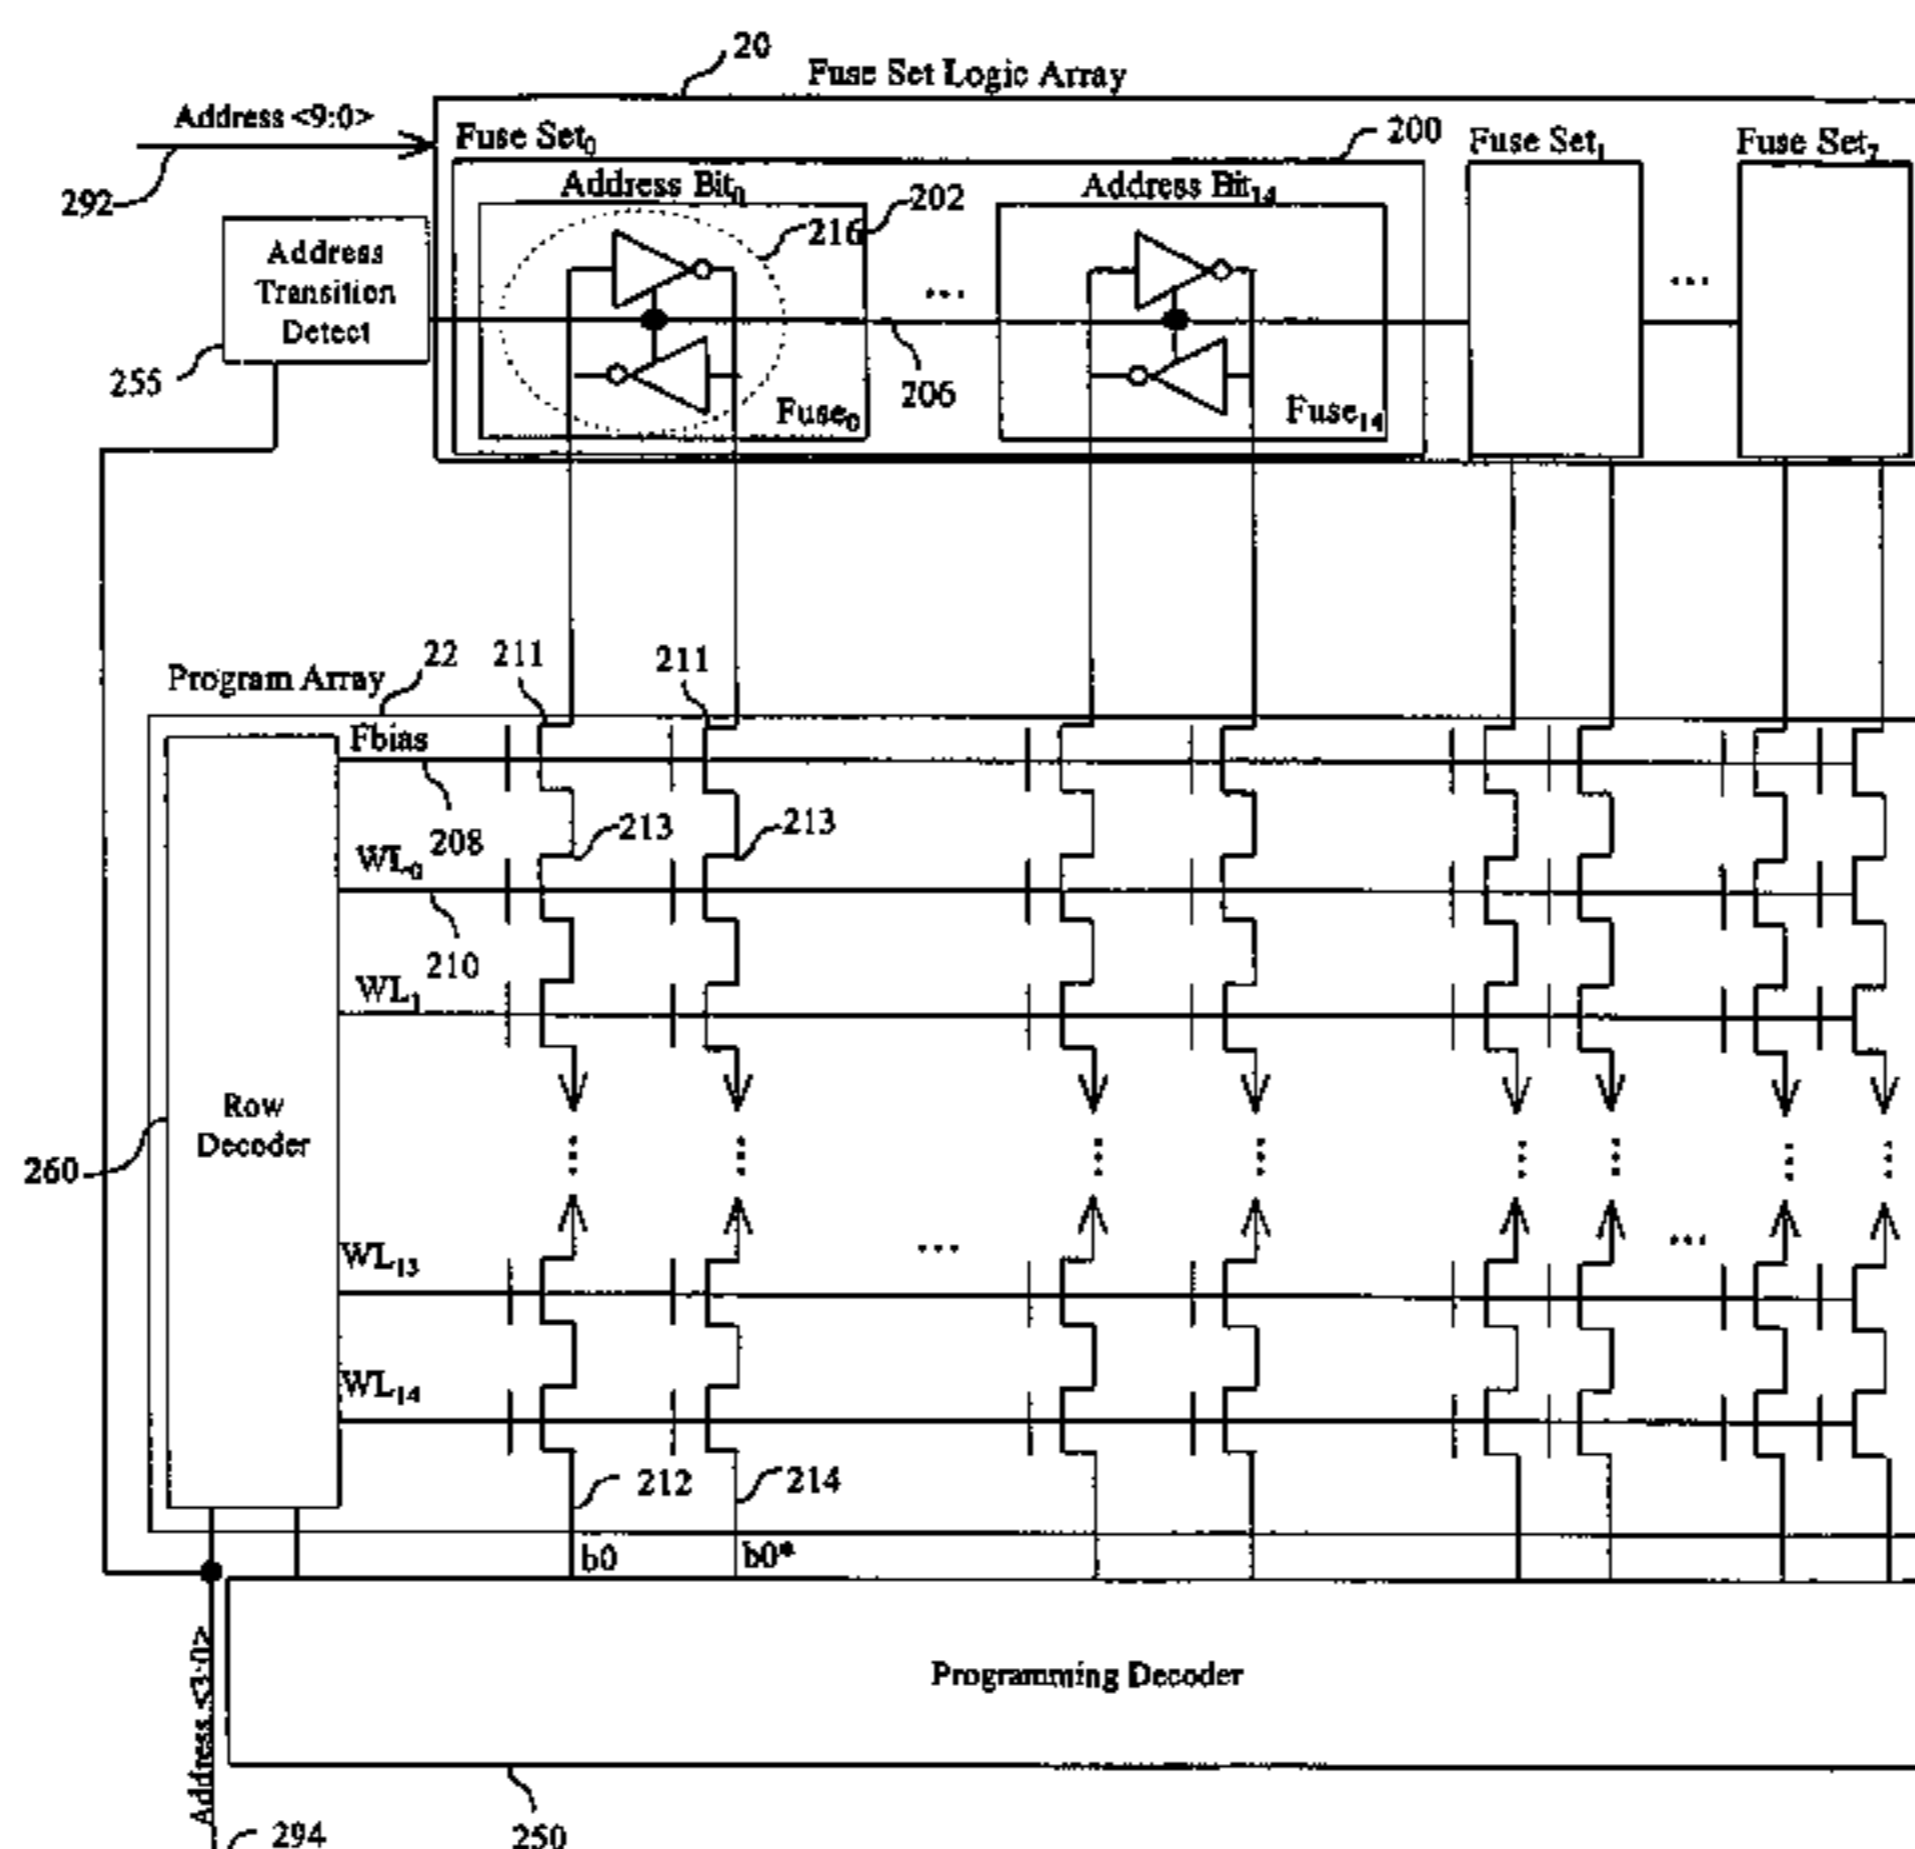 20
Fuse Set Logic Array
Address <9:0>
292
Fuse Set0
200
Fuse Set1
Fuse Set7
Address Bit0
202
Address Bit14
216
Address
Transition
Detect
...
...
255
Fuse0
206
Fuse14
Program Array
22
211
211
Fbias
208
213
213
WL0
210
WL1
Row
Decoder
260
WL13
...
...
WL14
212
214
b0
b0*
Address <3:0>
Programming Decoder
294
250